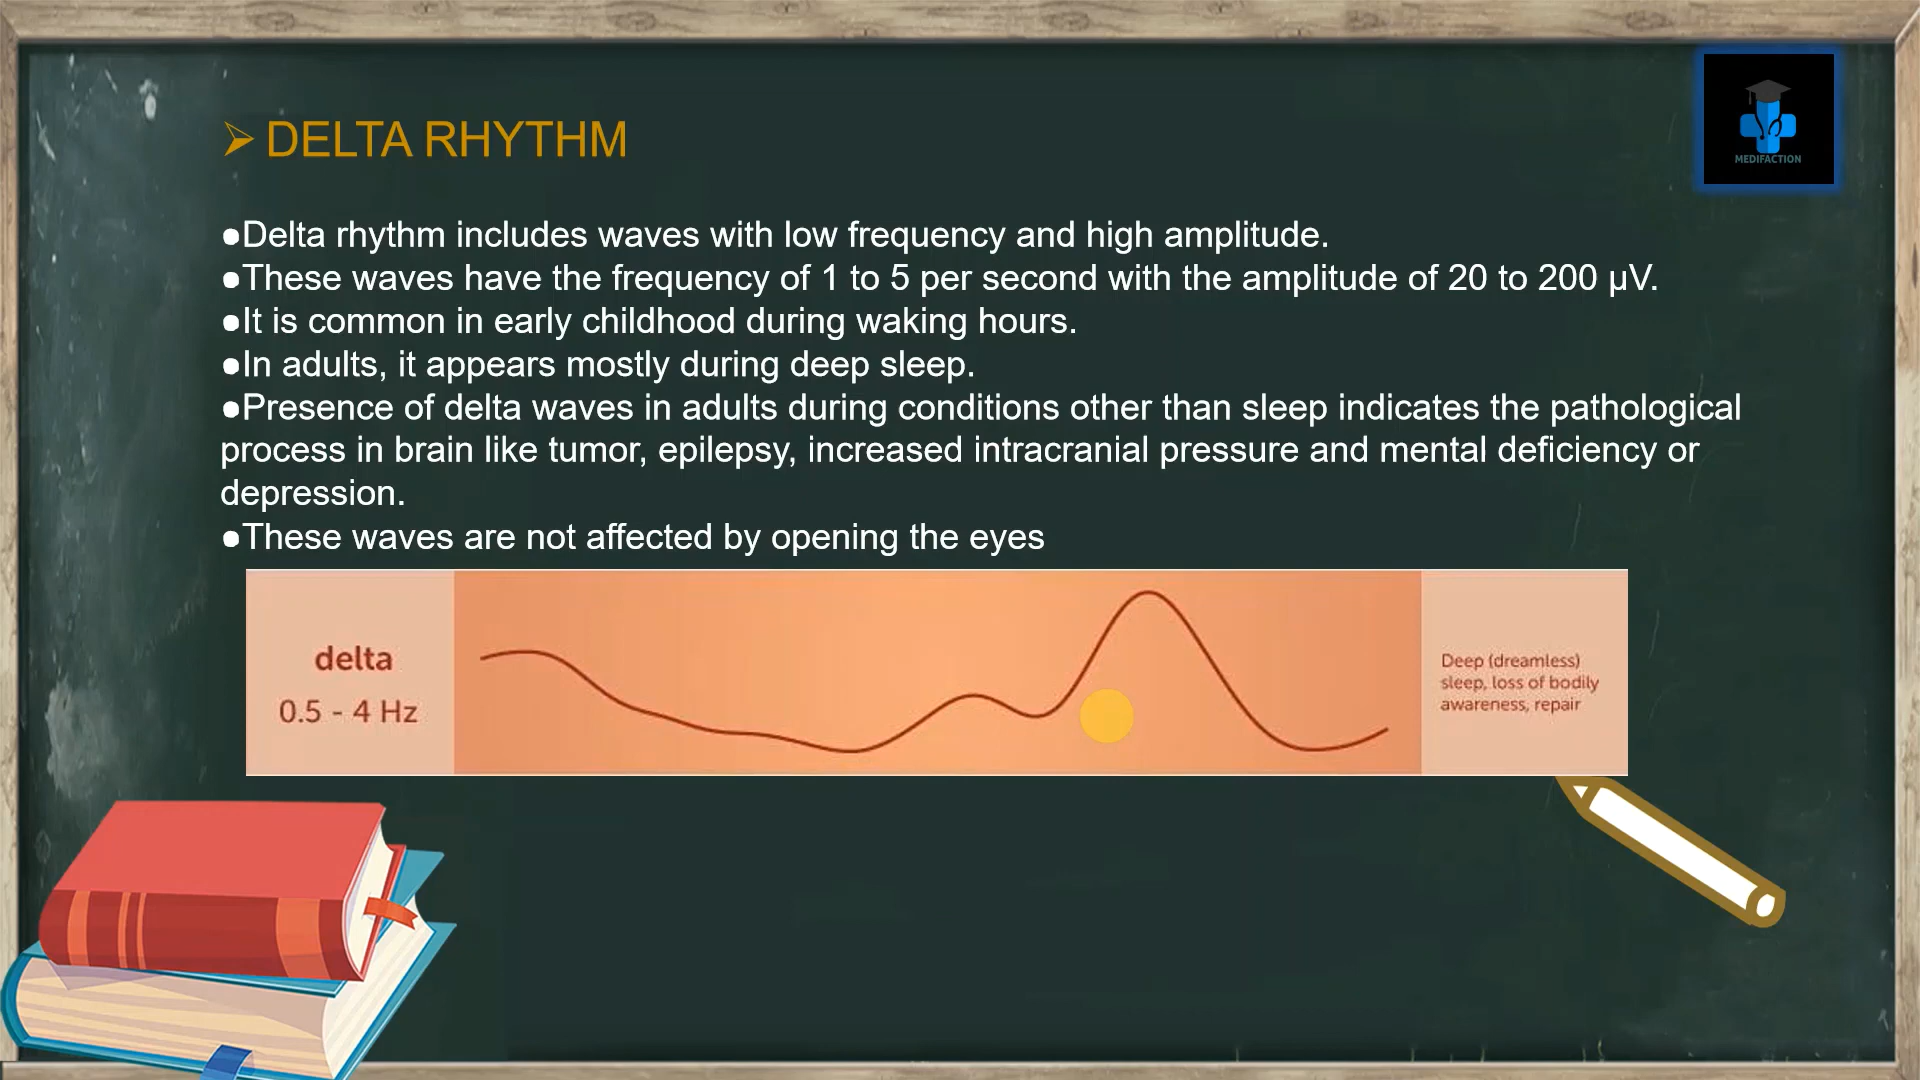 ➢ DELTA RHYTHM
MEDIFACTION
●Delta rhythm includes waves with low frequency and high amplitude.
●These waves have the frequency of 1 to 5 per second with the amplitude of 20 to 200 μV.
●It is common in early childhood during waking hours.
●In adults, it appears mostly during deep sleep.
●Presence of delta waves in adults during conditions other than sleep indicates the pathological
process in brain like tumor, epilepsy, increased intracranial pressure and mental deficiency or
depression.
●These waves are not affected by opening the eyes
delta
0.5 - 4 Hz
Deep (dreamless)
sleep, loss of bodily
awareness, repair